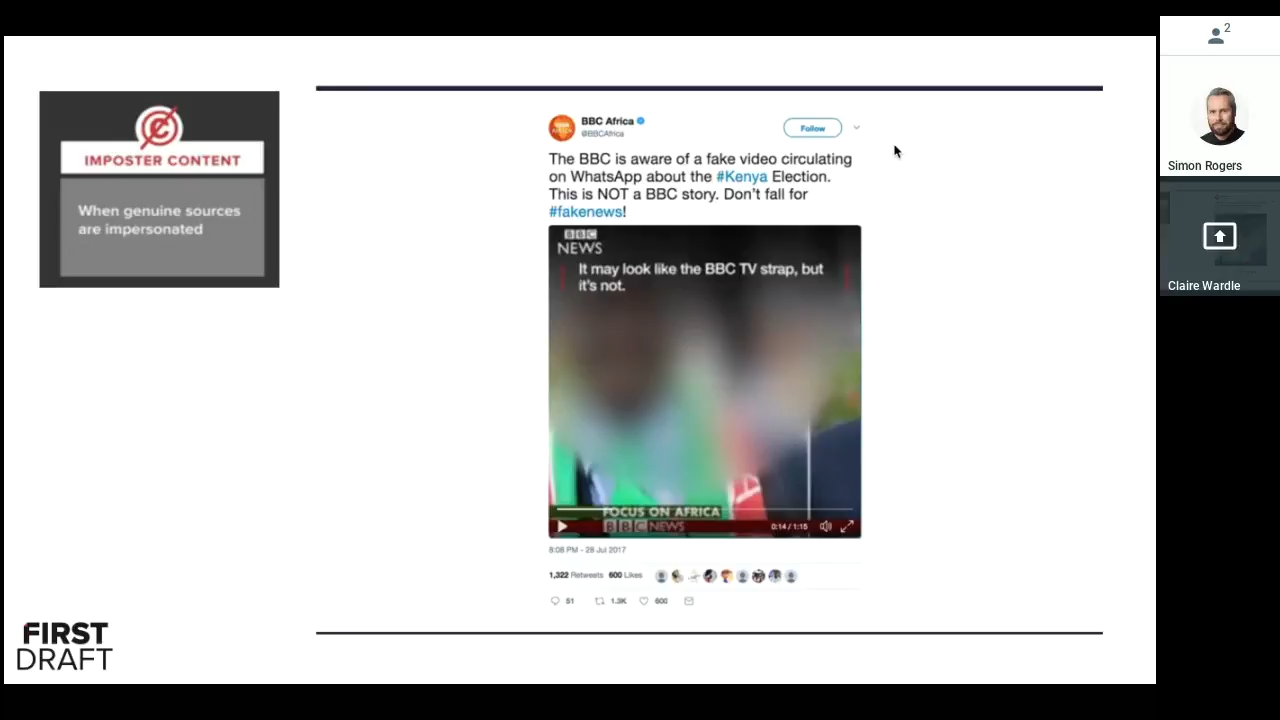 IMPOSTER CONTENT
When genuine sources
are impersonated
BBC Africa
@BBCAfrica
Follow
The BBC is aware of a fake video circulating
on WhatsApp about the #Kenya Election.
This is NOT a BBC story. Don't fall for
#fakenews!
BBC
NEWS
It may look like the BBC TV strap, but
it's not.
FOCUS ON AFRICA
BBC NEWS
0:14 / 1:15
8:08 PM - 28 Jul 2017
1,322 Retweets 600 Likes
51 1.3K 600
FIRST
DRAFT
2
Simon Rogers
Claire Wardle